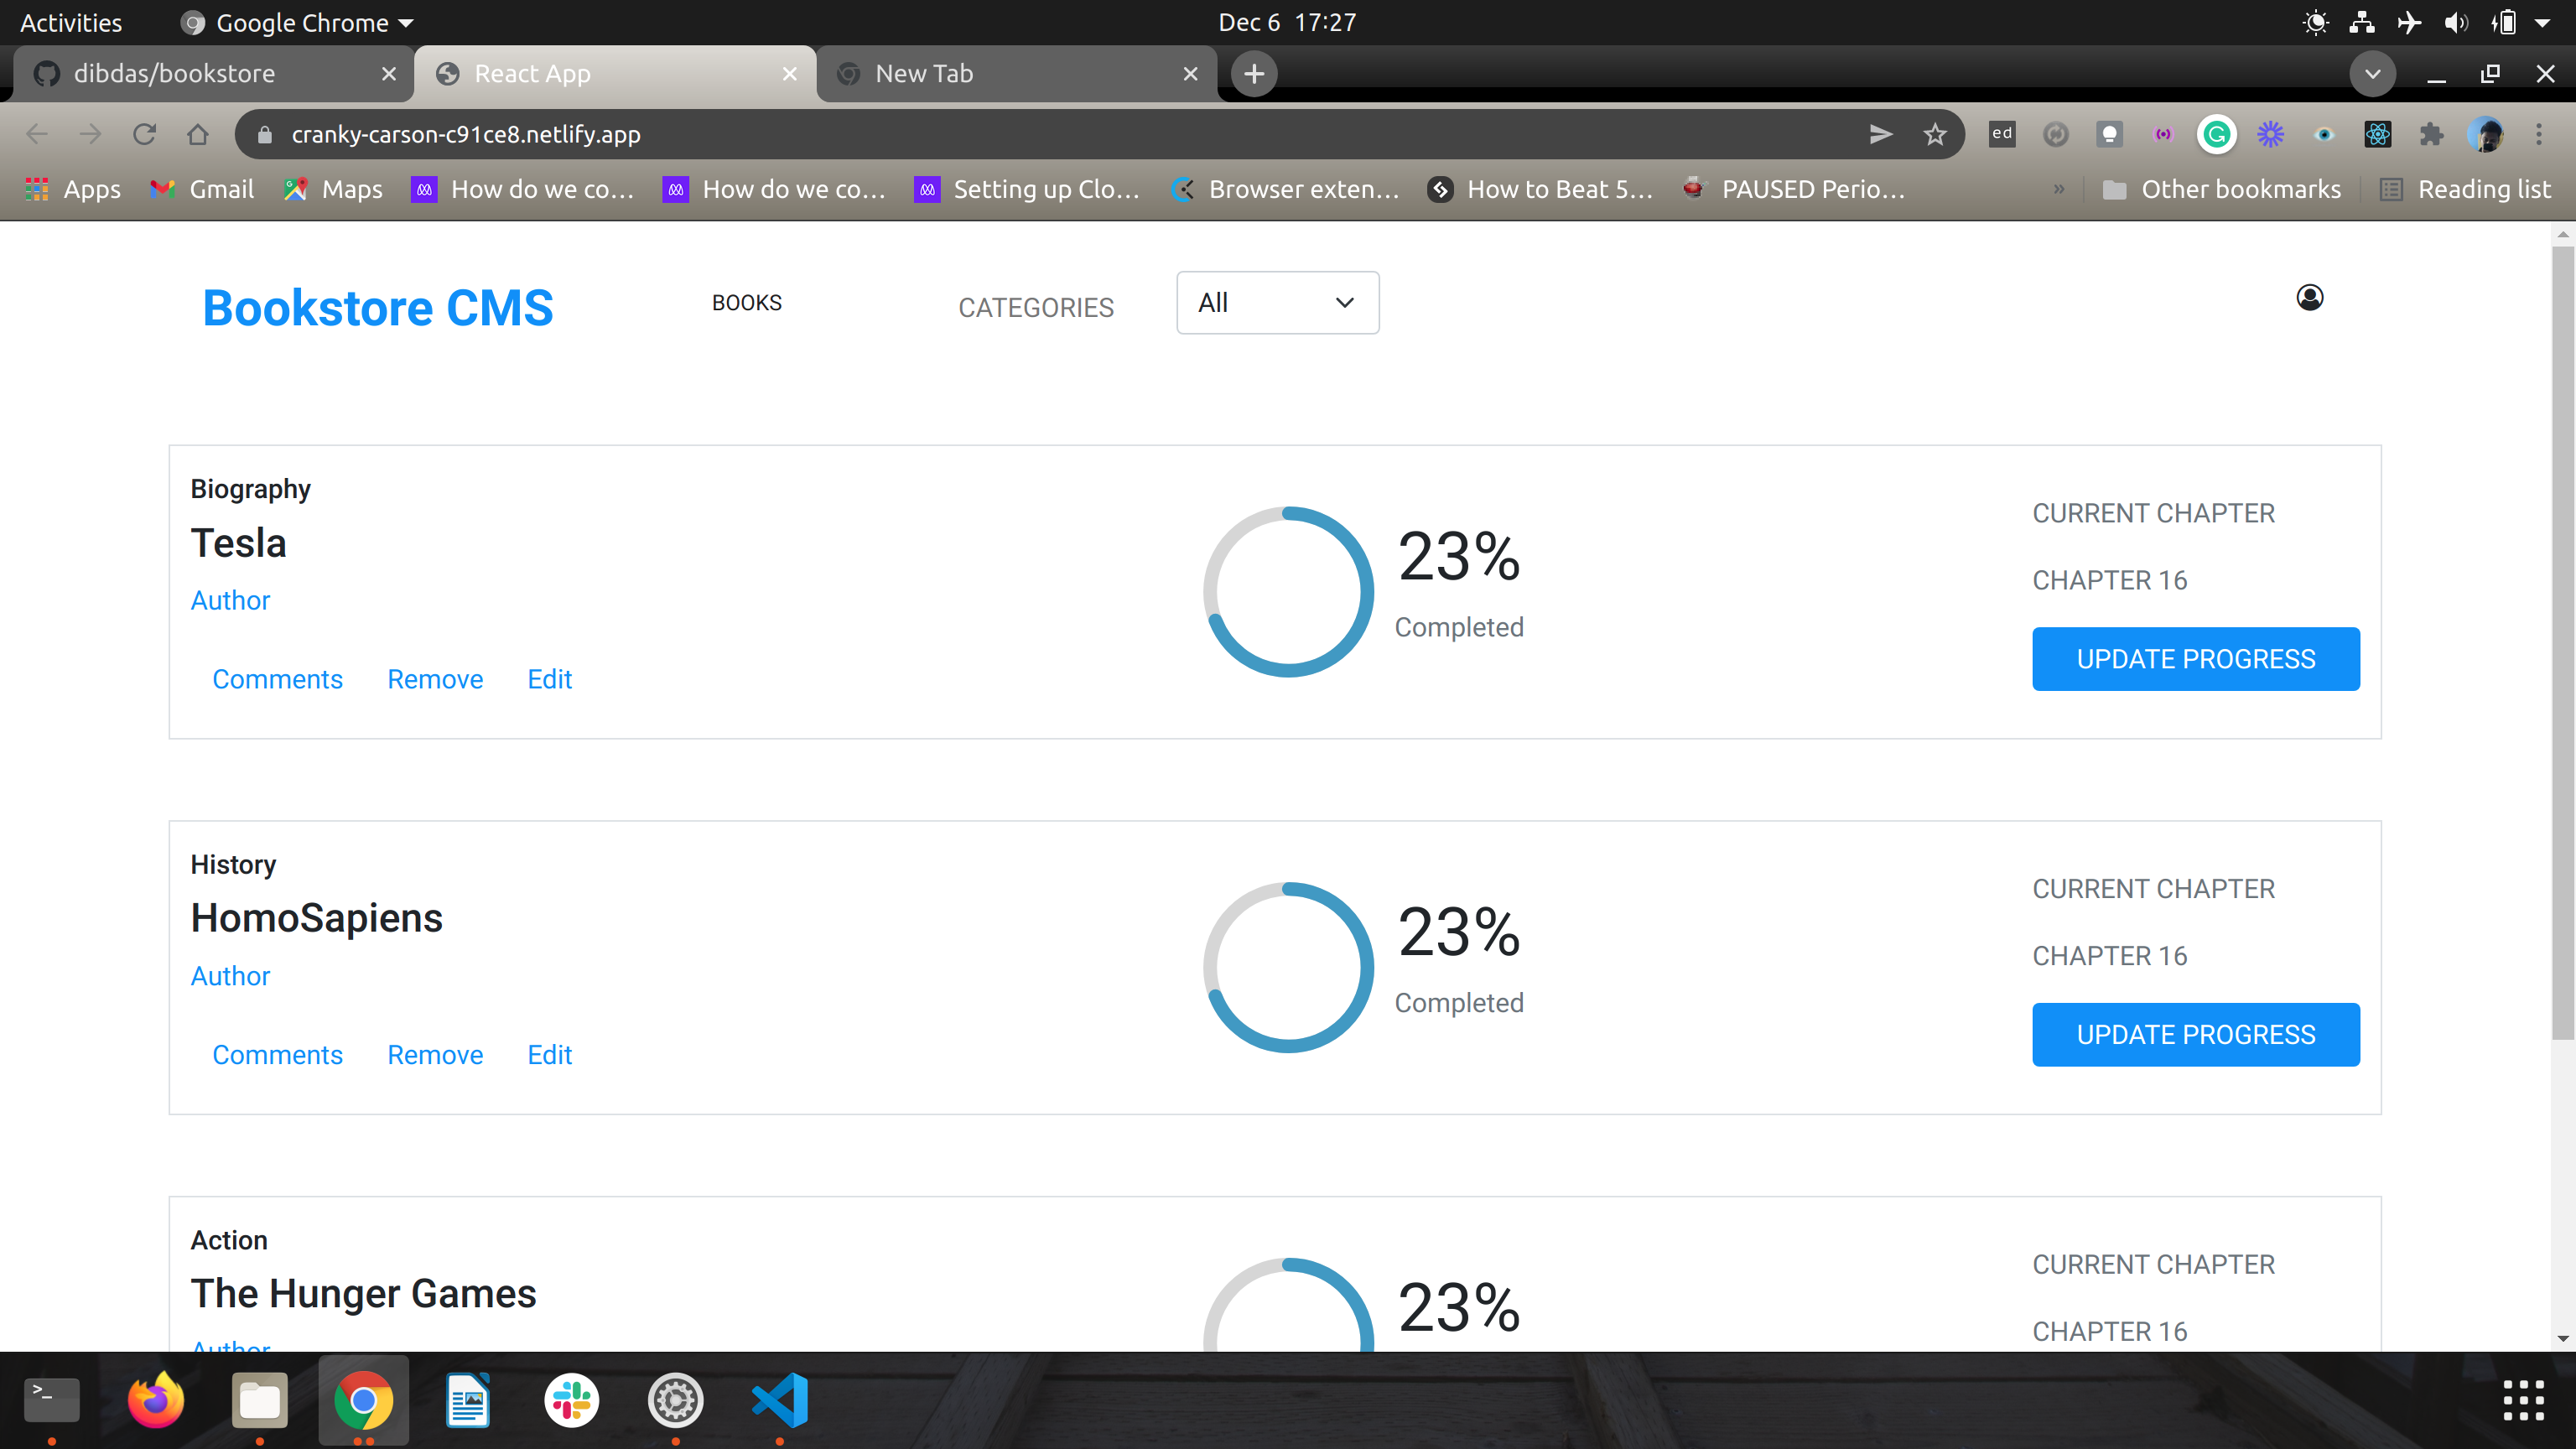 Activities
Google Chrome
Dec 6 17:27
dibdas/bookstore
React App
New Tab
cranky-carson-c91ce8.netlify.app
ed
Apps
Gmail
Maps
How do we co...
How do we co...
Setting up Clo...
Browser exten...
How to Beat 5...
PAUSED Perio...
»
Other bookmarks
Reading list
Bookstore CMS
BOOKS
CATEGORIES
All
Biography
Tesla
Author
Comments Remove Edit
23%
Completed
CURRENT CHAPTER
CHAPTER 16
UPDATE PROGRESS
History
HomoSapiens
Author
Comments Remove Edit
23%
Completed
CURRENT CHAPTER
CHAPTER 16
UPDATE PROGRESS
Action
The Hunger Games
Author
23%
CURRENT CHAPTER
CHAPTER 16